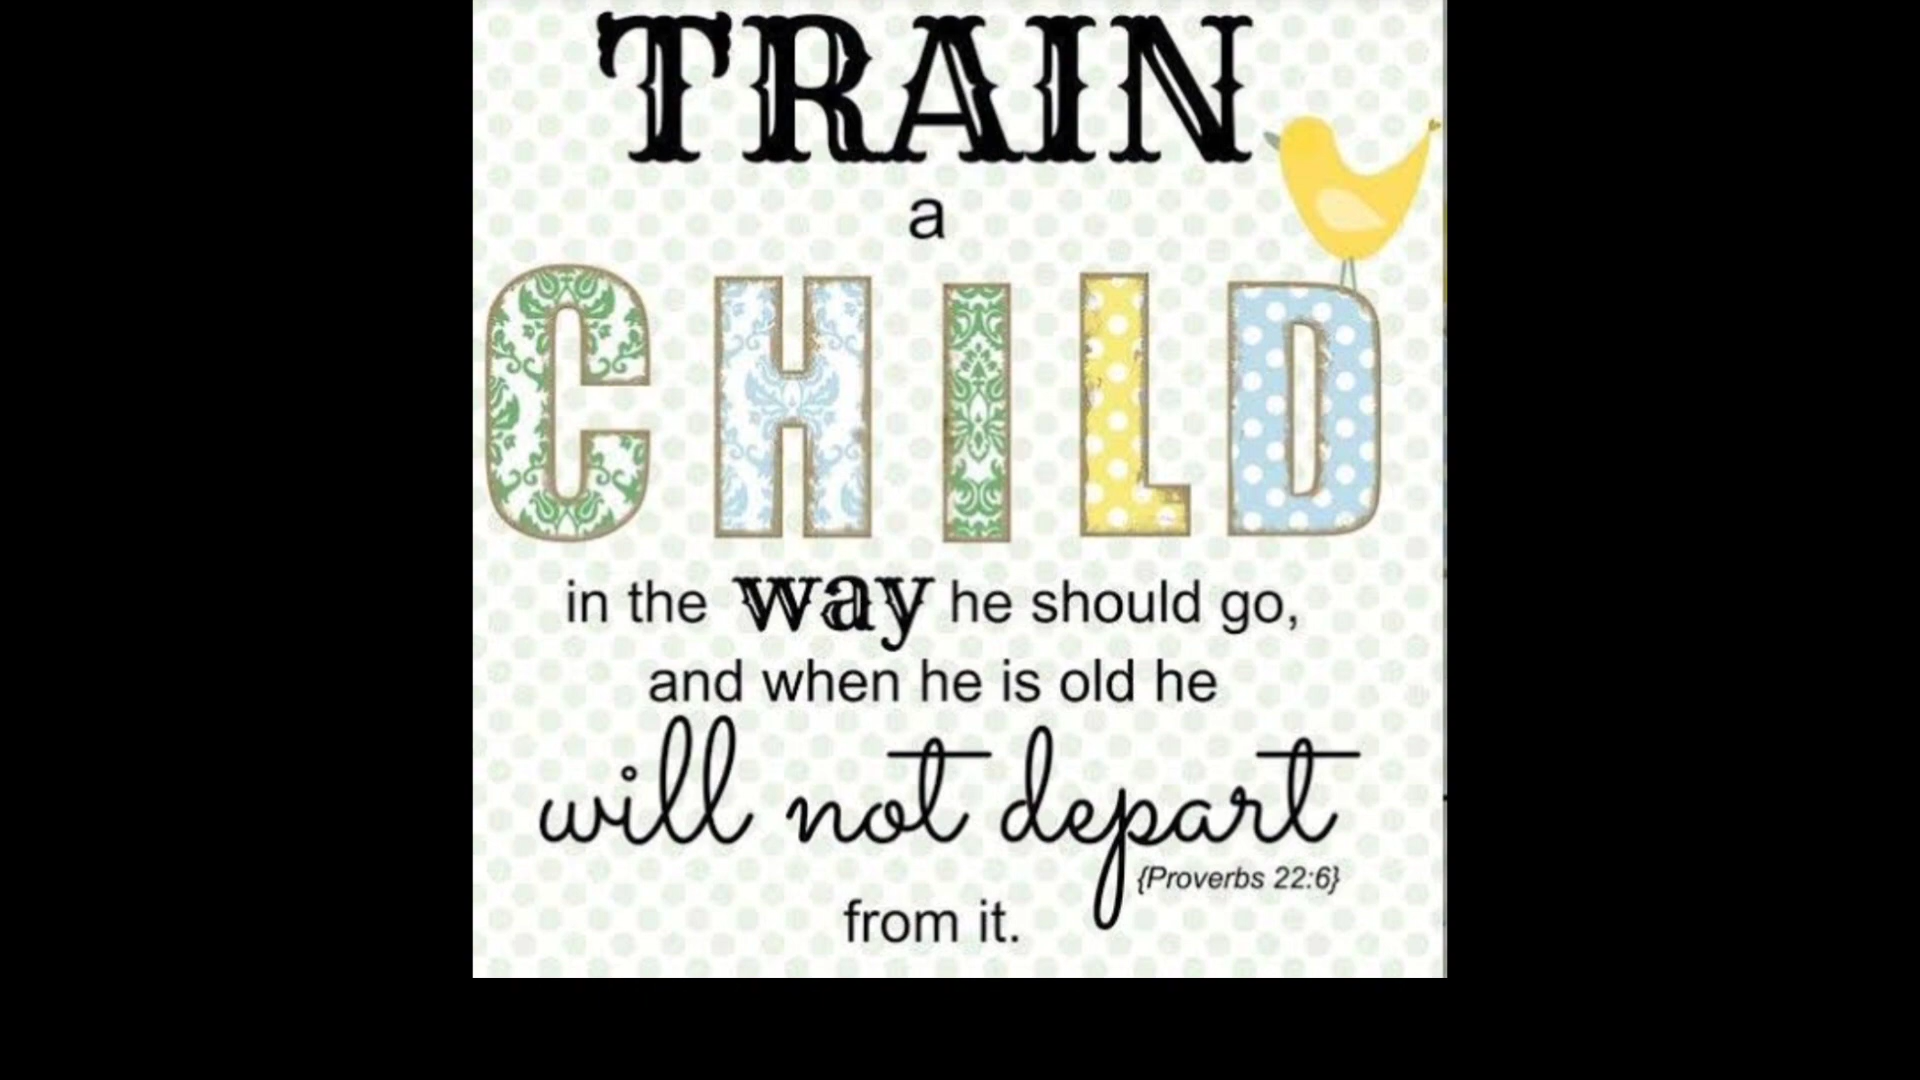 TRAIN
a
CHILD
in the way he should go,
and when he is old he
will not depart
{Proverbs 22:6}
from it.